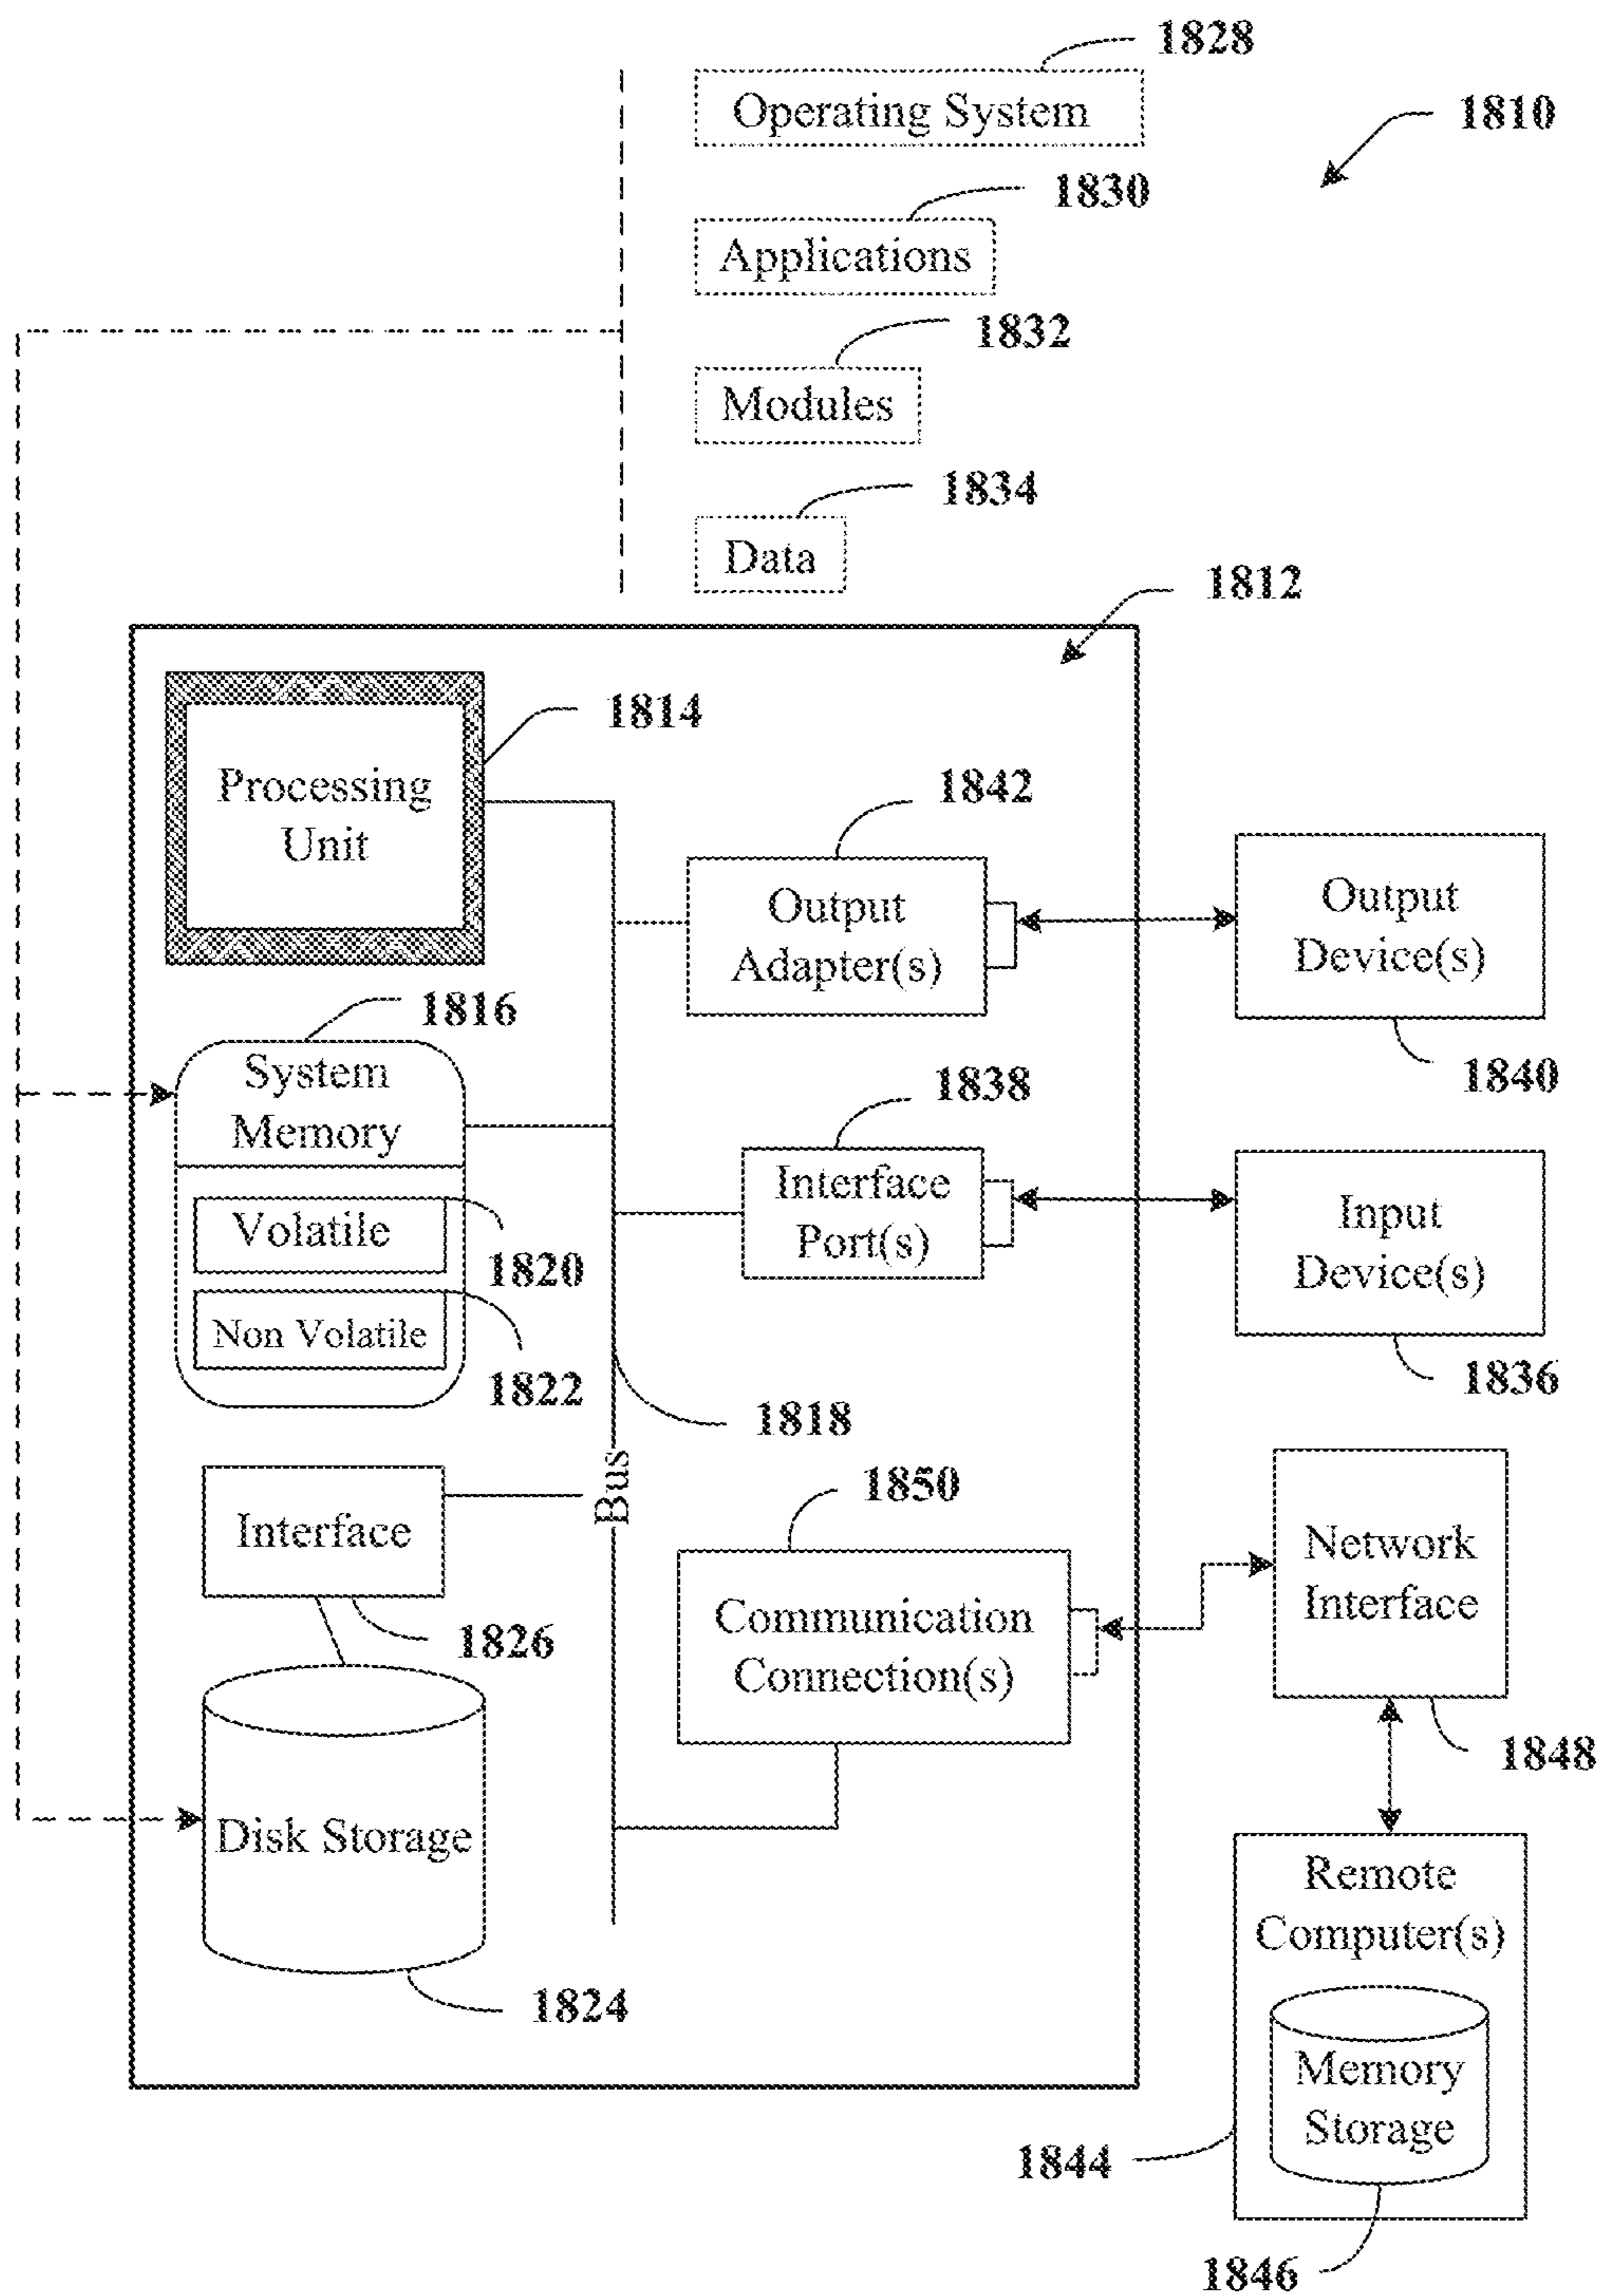 1828
Operating System
1810
1830
Applications
1832
Modules
1834
Data
1812
1814
Processing
Unit
1842
Output
Adapter(s)
Output
Device(s)
1840
1816
System
Memory
Volatile
1820
Non Volatile
1822
1838
Interface
Port(s)
Input
Device(s)
1836
1818
Bus
Interface
1826
1850
Communication
Connection(s)
Network
Interface
1848
Disk Storage
1824
Remote
Computer(s)
Memory
Storage
1844
1846